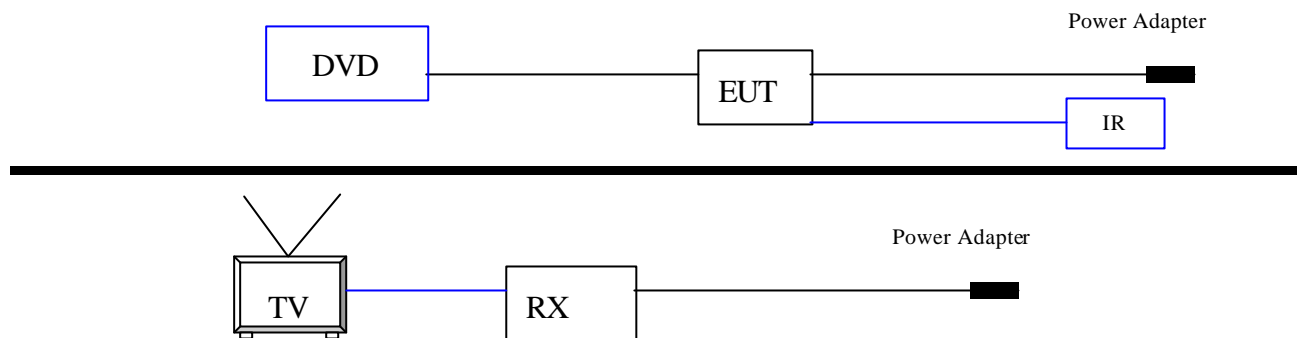 Power Adapter
DVD
EUT
IR
Power Adapter
TV
RX